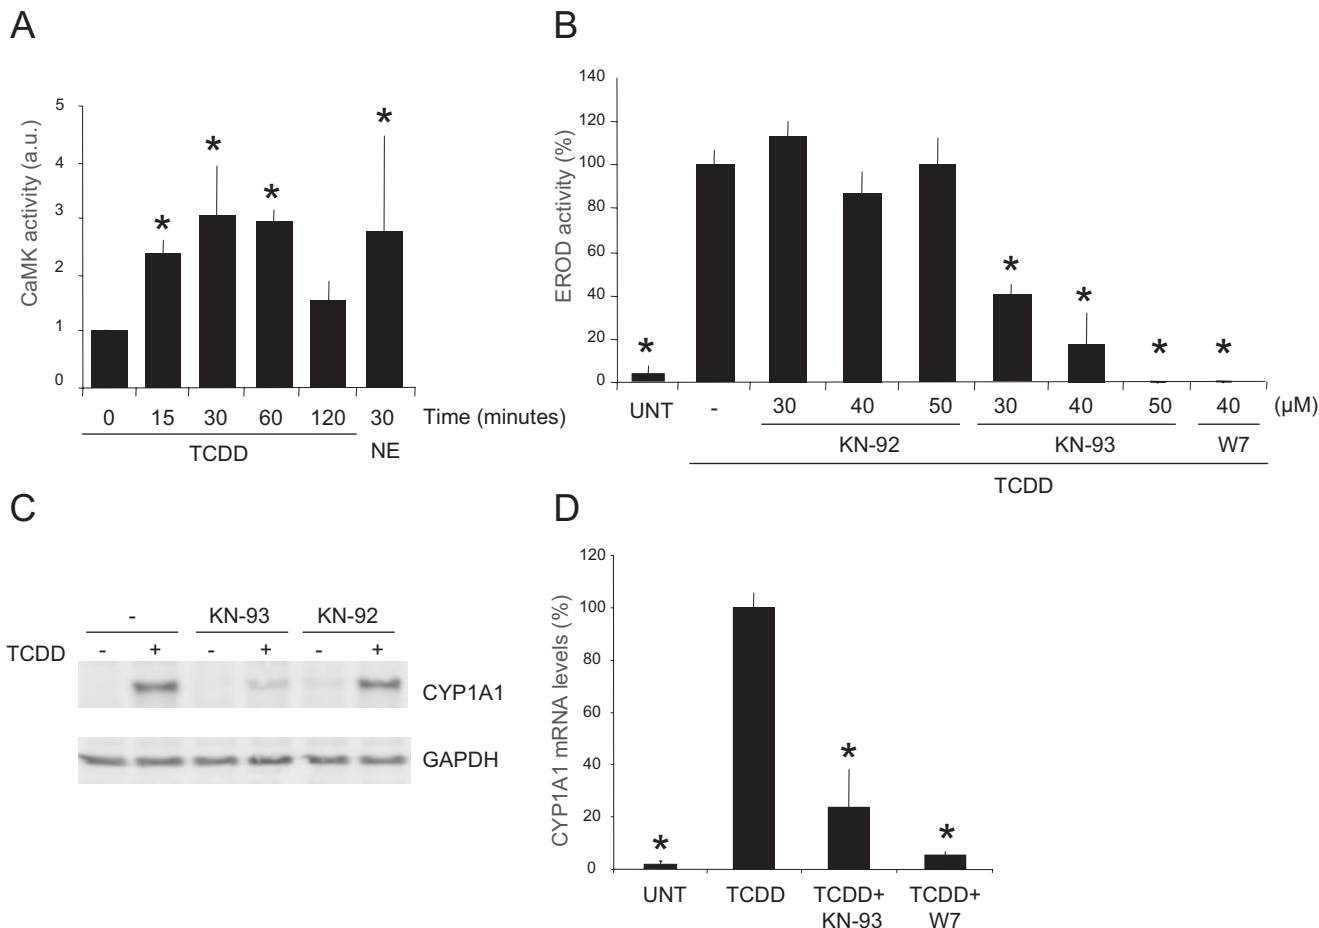 A
CaMK activity (a.u.)
5
4
3
2
1
0
* * * *
0 15 30 60 120 30 Time (minutes)
TCDD NE
B
EROD activity (%)
140
120
100
80
60
40
20
0
* * * * *
UNT - 30 40 50 30 40 50 40 (µM)
KN-92 KN-93 W7
TCDD
C
- KN-93 KN-92
TCDD - + - + - +
CYP1A1
GAPDH
D
CYP1A1 mRNA levels (%)
120
100
80
60
40
20
0
* * *
UNT TCDD TCDD+ TCDD+
KN-93 W7